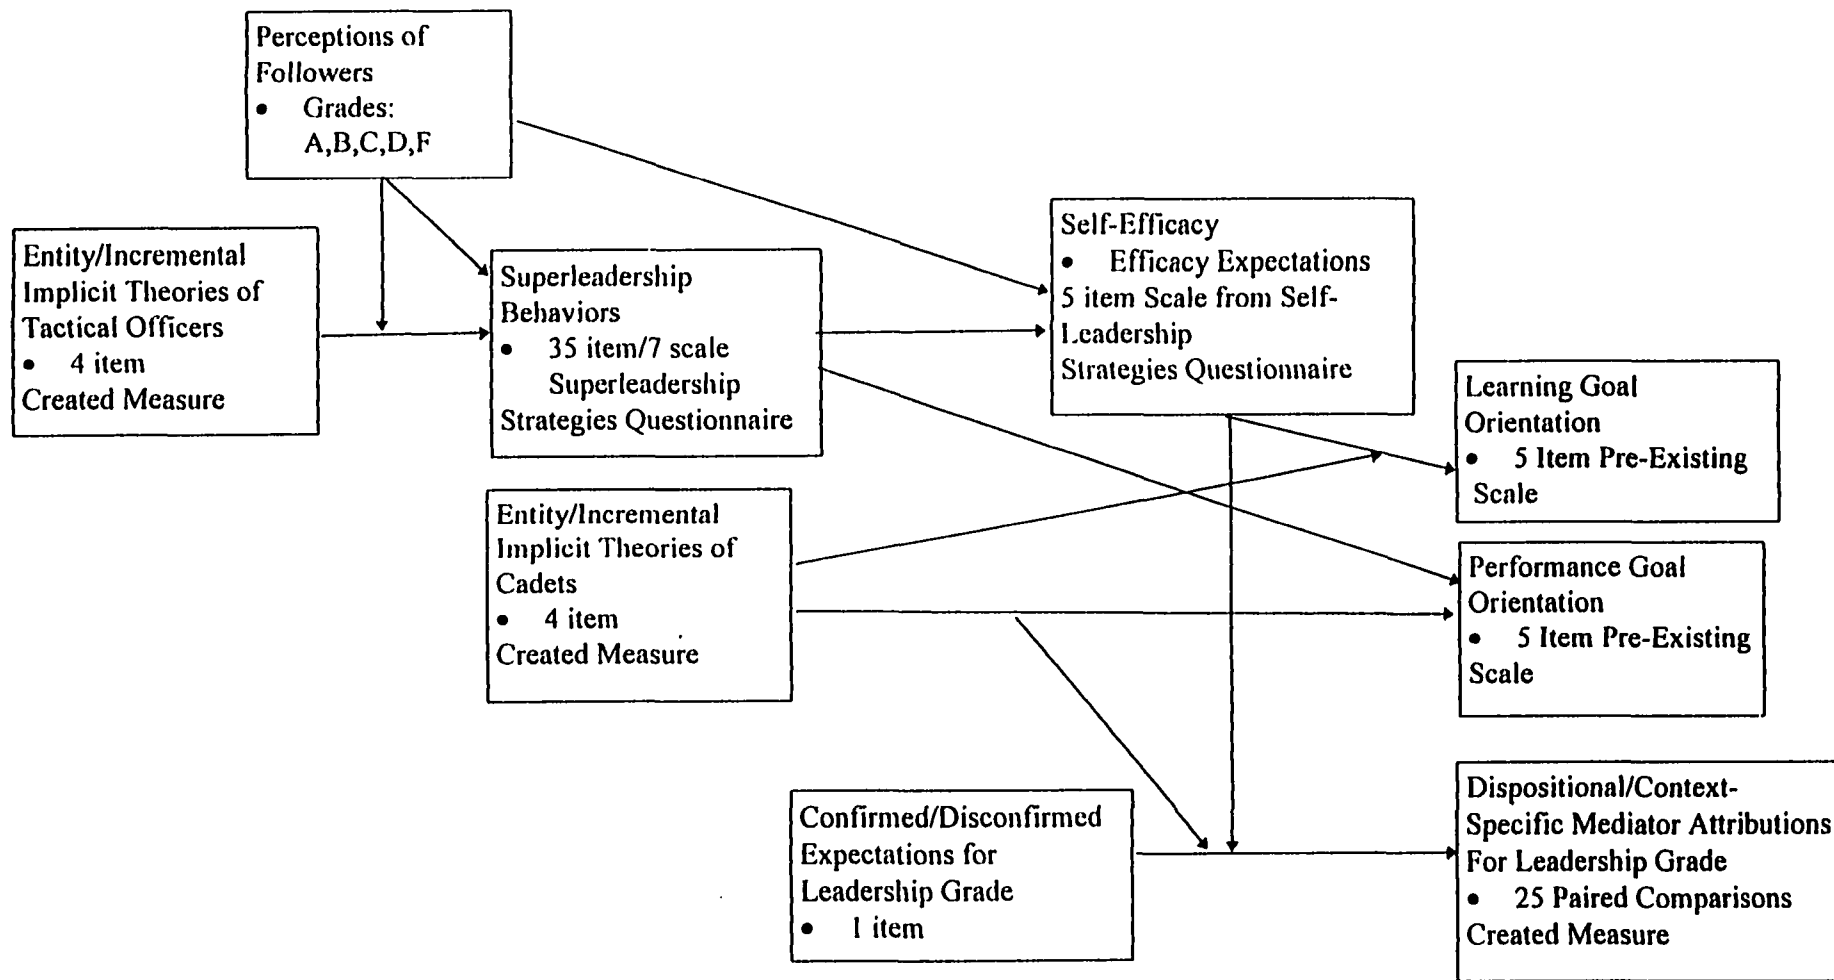 Perceptions of
Followers
• Grades:
A,B,C,D,F
Entity/Incremental
Implicit Theories of
Tactical Officers
• 4 item
Created Measure
Superleadership
Behaviors
• 35 item/7 scale
Superleadership
Strategies Questionnaire
Self-Efficacy
• Efficacy Expectations
5 item Scale from Self-
Leadership
Strategies Questionnaire
Learning Goal
Orientation
• 5 Item Pre-Existing
Scale
Entity/Incremental
Implicit Theories of
Cadets
• 4 item
Created Measure
Performance Goal
Orientation
• 5 Item Pre-Existing
Scale
Confirmed/Disconfirmed
Expectations for
Leadership Grade
• 1 item
Dispositional/Context-
Specific Mediator Attributions
For Leadership Grade
• 25 Paired Comparisons
Created Measure